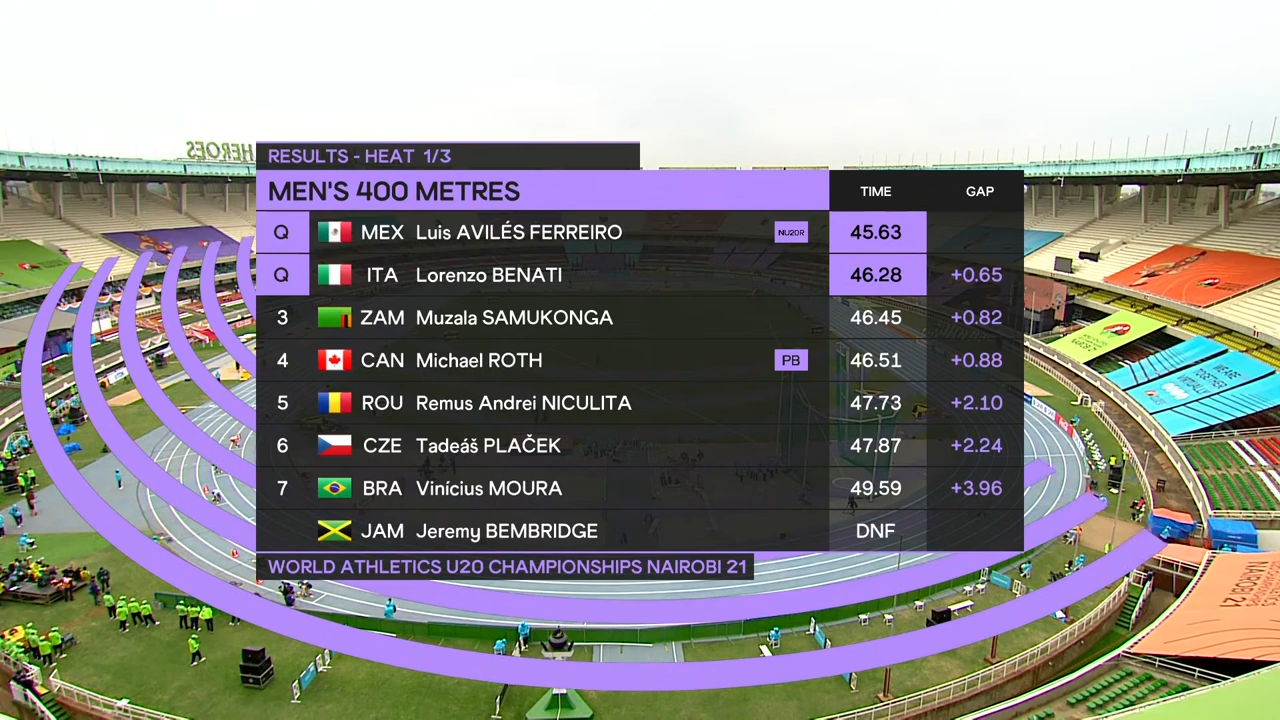 HEROES
RESULTS - HEAT 1/3
MEN'S 400 METRES TIME GAP
Q MEX Luis AVILÉS FERREIRO NU20R 45.63
Q ITA Lorenzo BENATI 46.28 +0.65
3 ZAM Muzala SAMUKONGA 46.45 +0.82
4 CAN Michael ROTH PB 46.51 +0.88
5 ROU Remus Andrei NICULITA 47.73 +2.10
6 CZE Tadeáš PLAČEK 47.87 +2.24
7 BRA Vinícius MOURA 49.59 +3.96
JAM Jeremy BEMBRIDGE DNF
WORLD ATHLETICS U20 CHAMPIONSHIPS NAIROBI 21